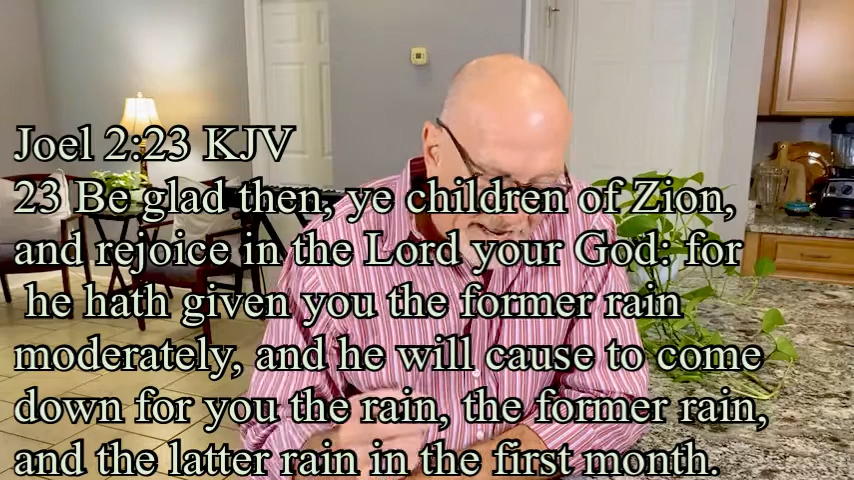 Joel 2:23 KJV
23 Be glad then, ye children of Zion,
and rejoice in the Lord your God: for
he hath given you the former rain
moderately, and he will cause to come
down for you the rain, the former rain,
and the latter rain in the first month.